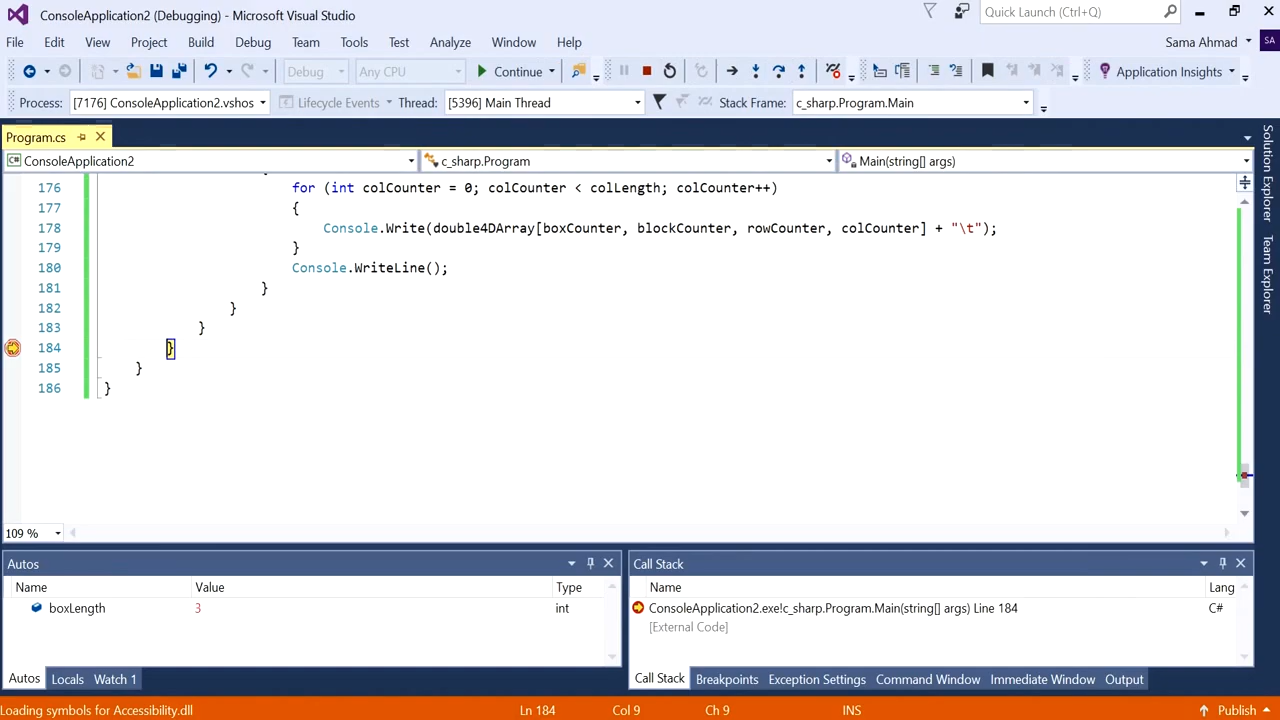 ConsoleApplication2 (Debugging) - Microsoft Visual Studio
Quick Launch (Ctrl+Q)
File Edit View Project Build Debug Team Tools Test Analyze Window Help
Sama Ahmad SA
Debug Any CPU Continue Application Insights
Process: [7176] ConsoleApplication2.vshos Lifecycle Events Thread: [5396] Main Thread Stack Frame: c_sharp.Program.Main
Program.cs
ConsoleApplication2 c_sharp.Program Main(string[] args)
176 for (int colCounter = 0; colCounter < colLength; colCounter++)
177 {
178 Console.Write(double4DArray[boxCounter, blockCounter, rowCounter, colCounter] + "\t");
179 }
180 Console.WriteLine();
181 }
182 }
183 }
184 }
185 }
186 }
109 %
Solution Explorer
Team Explorer
Autos
Name Value Type
boxLength 3 int
Autos Locals Watch 1
Call Stack
Name Lang
ConsoleApplication2.exe!c_sharp.Program.Main(string[] args) Line 184 C#
[External Code]
Call Stack Breakpoints Exception Settings Command Window Immediate Window Output
Loading symbols for Accessibility.dll Ln 184 Col 9 Ch 9 INS Publish